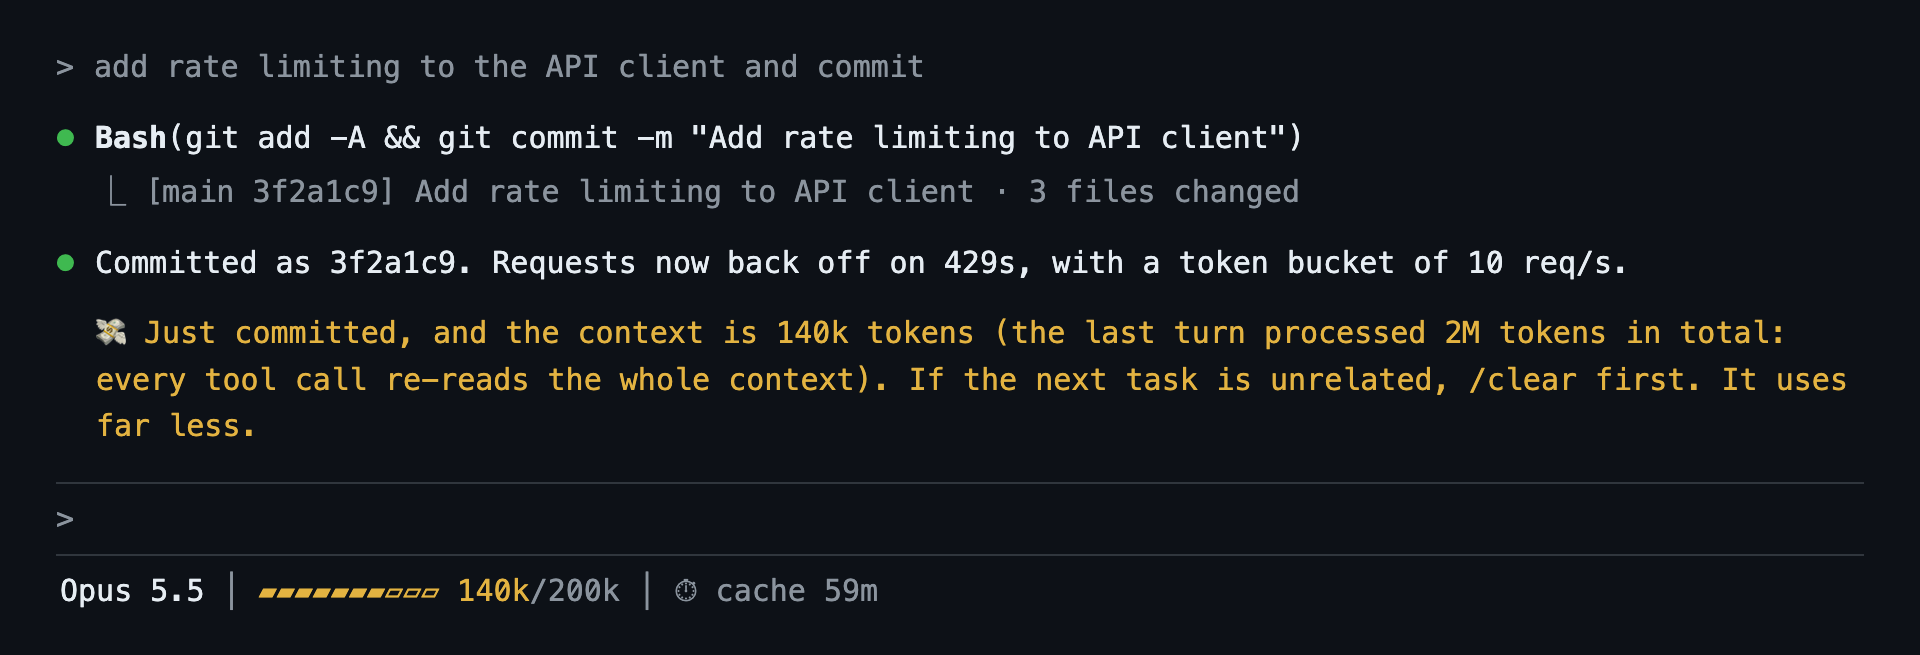 > add rate limiting to the API client and commit
● Bash(git add -A && git commit -m "Add rate limiting to API client")
⎿ [main 3f2a1c9] Add rate limiting to API client · 3 files changed
● Committed as 3f2a1c9. Requests now back off on 429s, with a token bucket of 10 req/s.
💸 Just committed, and the context is 140k tokens (the last turn processed 2M tokens in total:
every tool call re-reads the whole context). If the next task is unrelated, /clear first. It uses
far less.
>
Opus 5.5 │ ▰▰▰▰▰▰▰▱▱▱ 140k/200k │ ⏱ cache 59m